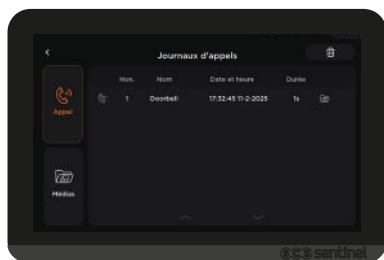 Journaux d'appels
Non. Nom Date et heure Durée
1 Doorbell 17:32:45 11-2-2025 1s
Appel
Médias
eco sentinel